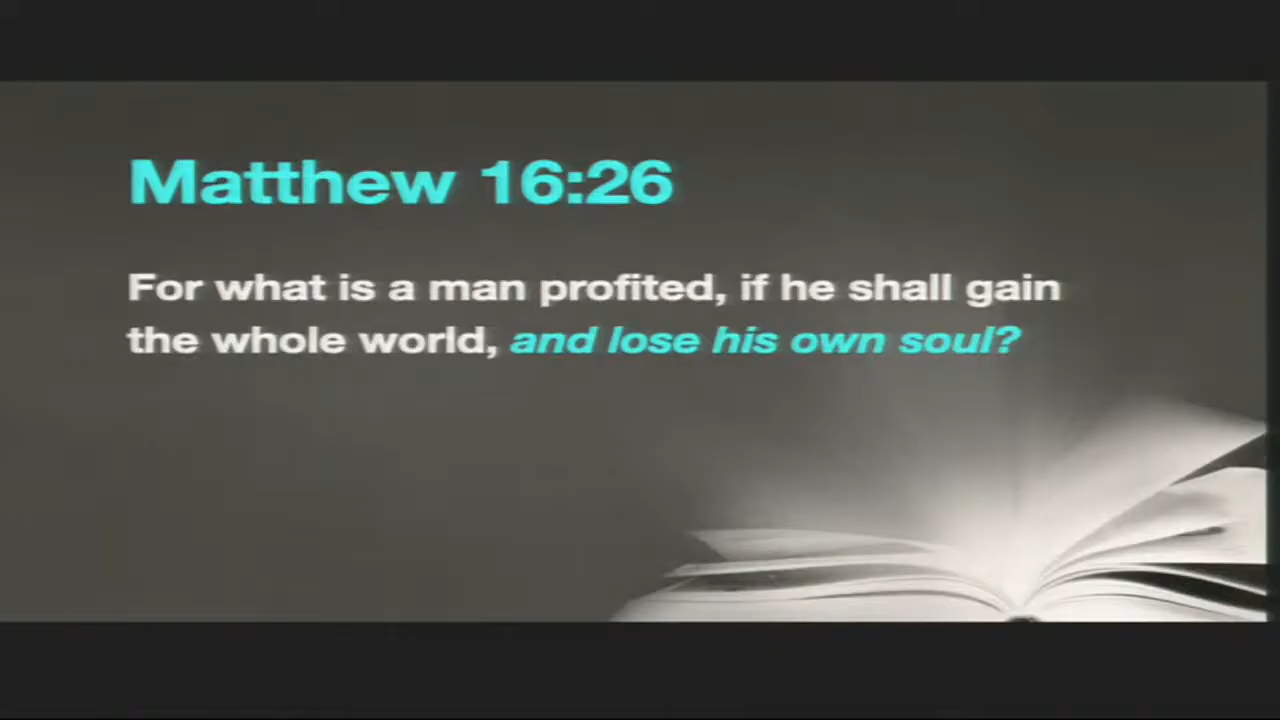 Matthew 16:26
For what is a man profited, if he shall gain
the whole world, and lose his own soul?